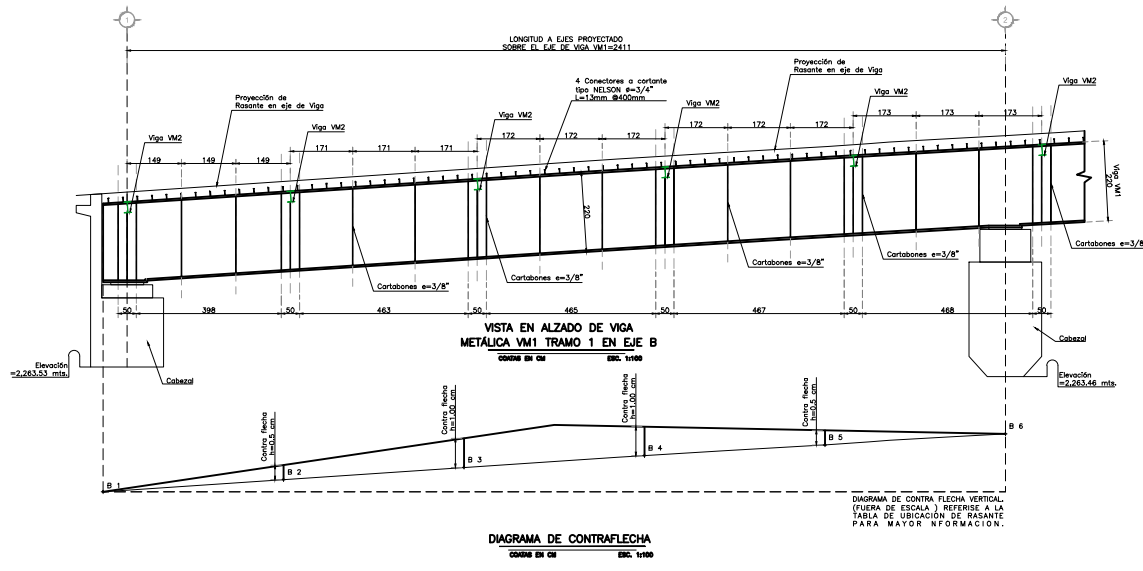 1
2
LONGITUD A EJES PROYECTADO
SOBRE EL EJE DE VIGA VM1=2411
Proyección de
Rasante en eje de Viga
Viga VM2
Viga VM2
4 Conectores a cortante
tipo NELSON ø=3/4"
L=13mm @400mm
Viga VM2
Viga VM2
Proyección de
Rasante en eje de Viga
Viga VM2
Viga VM2
149
149
149
171
171
171
172
172
172
172
172
172
173
173
173
220
Viga VM1
220
Cartabones e=3/8"
Cartabones e=3/8"
Cartabones e=3/8"
Cartabones e=3/8"
Cartabones e=3/8"
50
398
50
463
50
465
50
467
50
468
50
VISTA EN ALZADO DE VIGA
METÁLICA VM1 TRAMO 1 EN EJE B
COATAS EN CM ESC. 1:100
Elevación
=2,263.53 mts.
Cabezal
Cabezal
Elevación
=2,263.46 mts.
Contra flecha
h=0.5 cm
Contra flecha
h=1.00 cm
Contra flecha
h=1.00 cm
Contra flecha
h=0.5 cm
B 1
B 2
B 3
B 4
B 5
B 6
DIAGRAMA DE CONTRA FLECHA VERTICAL.
(FUERA DE ESCALA ) REFERISE A LA
TABLA DE UBICACIÓN DE RASANTE
PARA MAYOR NFORMACION.
DIAGRAMA DE CONTRAFLECHA
COATAS EN CM ESC. 1:100